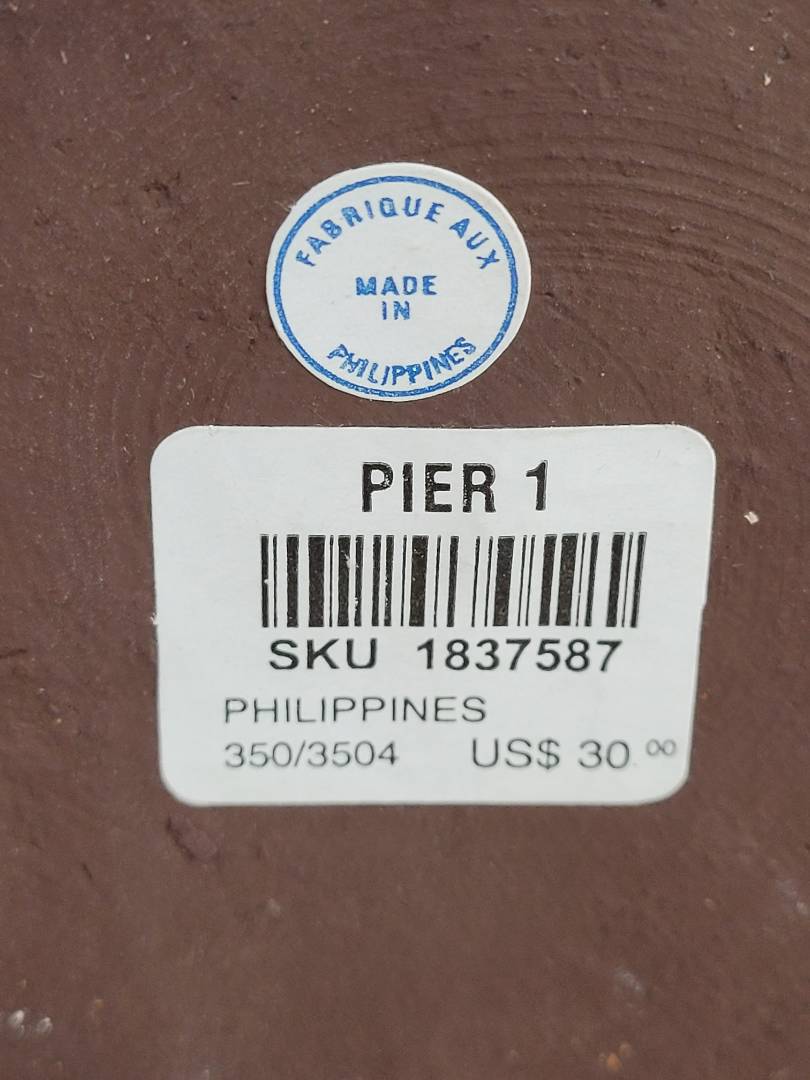 FABRIQUE AUX
MADE
IN
PHILIPPINES
PIER 1
SKU 1837587
PHILIPPINES
350/3504 US$ 30.00